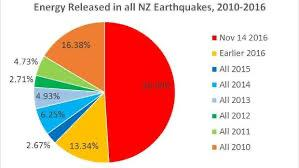 Energy Released in all NZ Earthquakes, 2010-2016
4.73%
16.38%
2.71%
4.93%
6.25%
2.67%
13.34%
Nov 14 2016
Earlier 2016
All 2015
All 2014
All 2013
All 2012
All 2011
All 2010